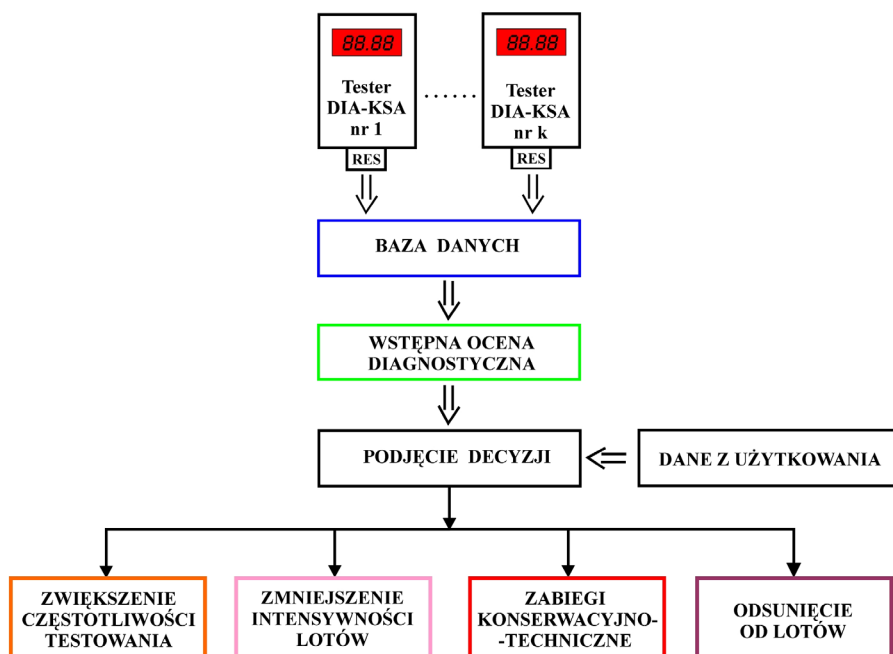 88.88
Tester
DIA-KSA
nr 1
RES
......
88.88
Tester
DIA-KSA
nr k
RES
BAZA DANYCH
WSTĘPNA OCENA
DIAGNOSTYCZNA
PODJĘCIE DECYZJI
DANE Z UŻYTKOWANIA
ZWIĘKSZENIE
CZĘSTOTLIWOŚCI
TESTOWANIA
ZMNIEJSZENIE
INTENSYWNOŚCI
LOTÓW
ZABIEGI
KONSERWACYJNO-
-TECHNICZNE
ODSUNIĘCIE
OD LOTÓW